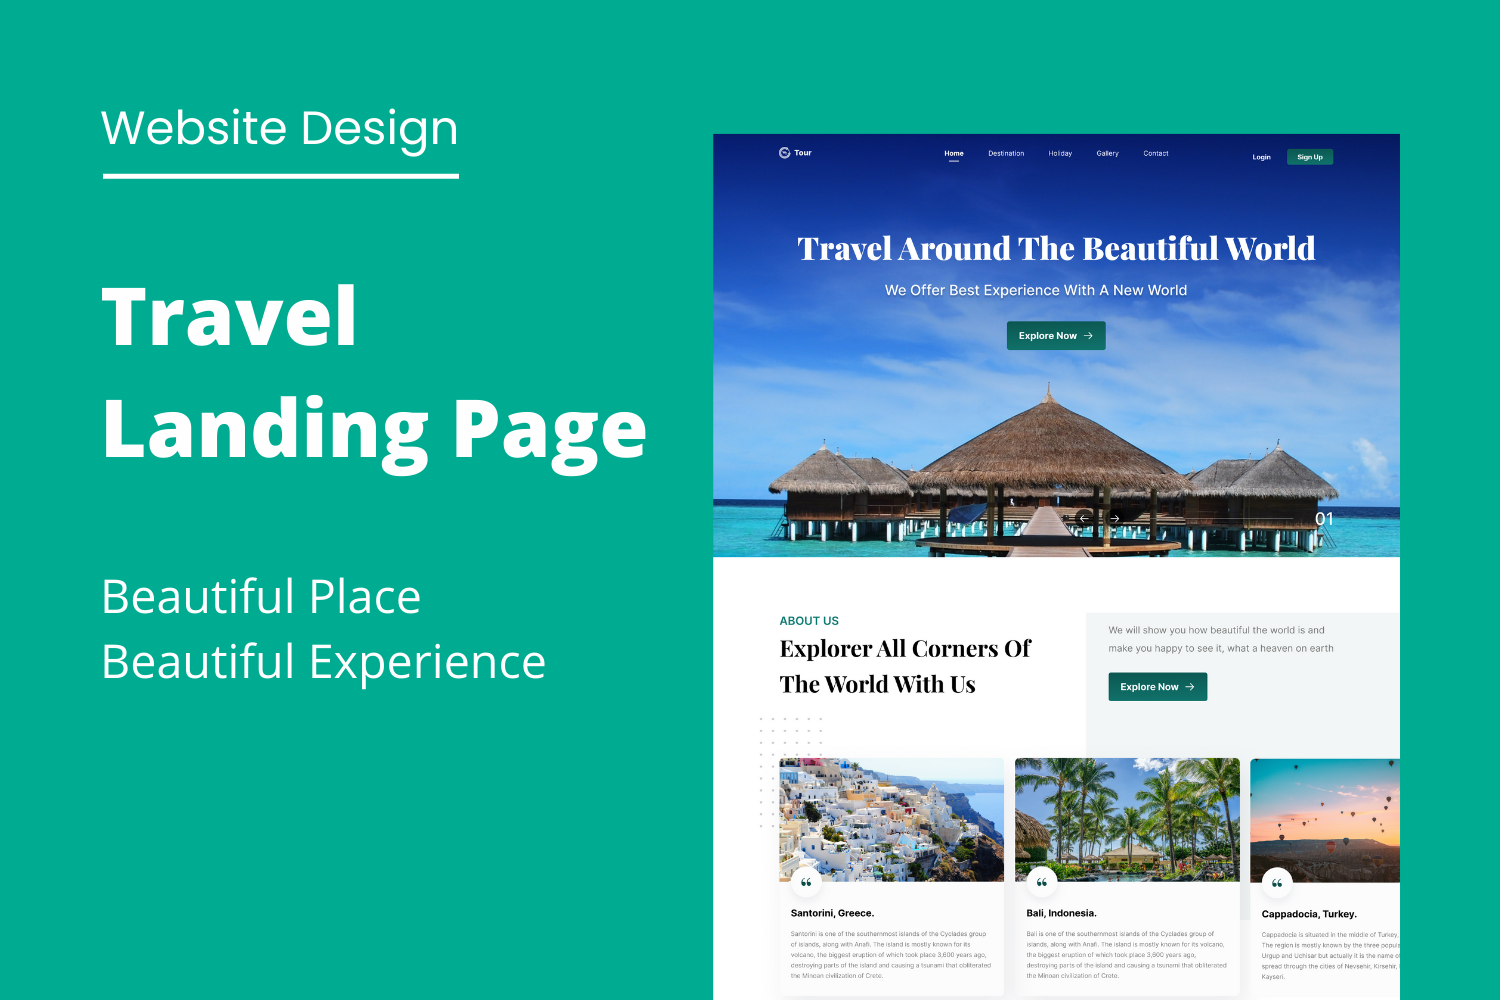 Website Design
Travel
Landing Page
Beautiful Place
Beautiful Experience
Tour
Home
Destination
Holiday
Gallery
Contact
Login
Sign Up
Travel Around The Beautiful World
We Offer Best Experience With A New World
Explore Now
01
ABOUT US
Explorer All Corners Of
The World With Us
We will show you how beautiful the world is and
make you happy to see it, what a heaven on earth
Explore Now
Santorini, Greece.
Santorini is one of the southernmost islands of the Cyclades group
of islands, along with Anafi. The island is mostly known for its
volcano, the biggest eruption of which took place 3,600 years ago,
destroying parts of the island and causing a tsunami that obliterated
the Minoan civilization of Crete.
Bali, Indonesia.
Bali is one of the southernmost islands of the Cyclades group of
islands, along with Anafi. The island is mostly known for its volcano,
the biggest eruption of which took place 3,600 years ago,
destroying parts of the island and causing a tsunami that obliterated
the Minoan civilization of Crete.
Cappadocia, Turkey.
Cappadocia is situated in the middle of Turkey,
The region is mostly known by the three
Urgup and Uchisar but actually it is the name of
spread through the cities of Nevsehir, Kirsehir,
Kayseri.